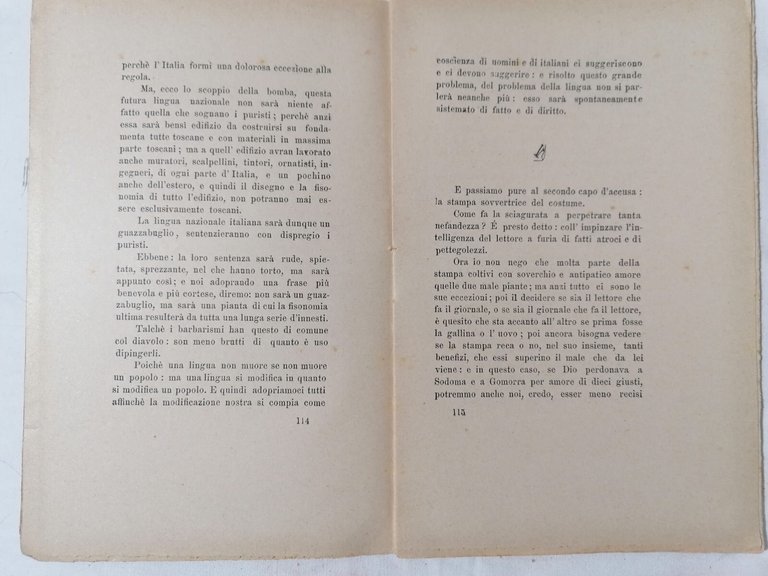 perchè l'Italia formi una dolorosa eccezione alla
regola.
Ma, ecco lo scoppio della bomba, questa
futura lingua nazionale non sarà niente af-
fatto quella che sognano i puristi; perchè anzi
essa sarà bensì edifizio da costruirsi su fonda-
menta tutte toscane e con materiali in massima
parte toscani; ma a quell' edifizio avran lavorato
anche muratori, scalpellini, tintori, ornatisti, in-
gegneri, di ogni parte d'Italia, e un pochino
anche dell'estero, e quindi il disegno e la fiso-
nomia di tutto l'edifizio, non potranno mai es-
sere esclusivamente toscani.
La lingua nazionale italiana sarà dunque un
guazzabuglio, sentenzieranno con dispregio i
puristi.
Ebbene: la loro sentenza sarà rude, spie-
tata, sprezzante, nel che hanno torto, ma sarà
appunto così; e noi adoprando una frase più
benevola e più cortese, diremo: non sarà un guaz-
zabuglio, ma sarà una pianta di cui la fisonomia
ultima resulterà da tutta una lunga serie d'innesti.
Talchè i barbarismi han questo di comune
col diavolo: son meno brutti di quanto è uso
dipingerli.
Poichè una lingua non muore se non muore
un popolo: ma una lingua si modifica in quanto
si modifica un popolo. E quindi adopriamoci tutti
affinchè la modificazione nostra si compia come
114
coscienza di uomini e di italiani ci suggeriscono
e ci devono suggerire: e risolto questo grande
problema, del problema della lingua non si par-
lerà neanche più: esso sarà spontaneamente
sistemato di fatto e di diritto.
E passiamo pure al secondo capo d'accusa:
la stampa sovvertrice del costume.
Come fa la sciagurata a perpetrare tanta
nefandezza? É presto detto: coll' impinzare l'in-
telligenza del lettore a furia di fatti atroci e di
pettegolezzi.
Ora io non nego che molta parte della
stampa coltivi con soverchio e antipatico amore
quelle due male piante; ma anzi tutto ci sono
le sue eccezioni; poi il decidere se sia il lettore che
fa il giornale, o se sia il giornale che fa il lettore,
è quesito che sta accanto all' altro se prima fosse
la gallina o l' uovo; poi ancora bisogna vedere
se la stampa reca o no, nel suo insieme, tanti
benefizi, che essi superino il male che da lei
viene: e in questo caso, se Dio perdonava a
Sodoma e a Gomorra per amore di dieci giusti,
potremmo anche noi, credo, esser meno recisi
115